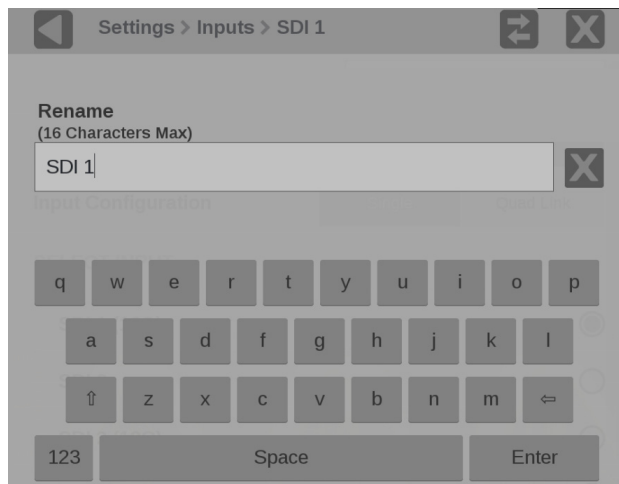 Settings > Inputs > SDI 1
X
Rename
(16 Characters Max)
SDI 1
X
Input Configuration
Quad Link
q w e r t y u i o p
a s d f g h j k l
⇧ z x c v b n m ⇦
123 Space Enter